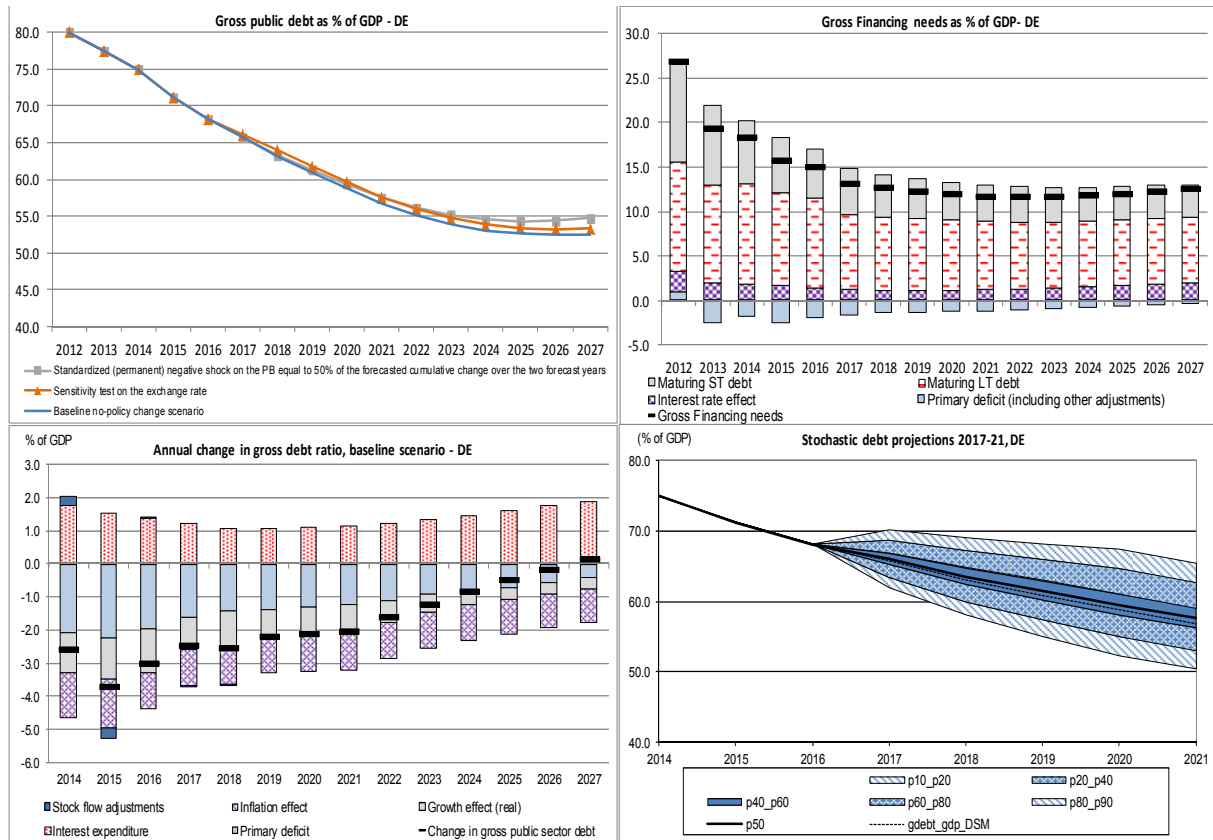 Gross public debt as % of GDP - DE
80.0
75.0
70.0
65.0
60.0
55.0
50.0
45.0
40.0
2012 2013 2014 2015 2016 2017 2018 2019 2020 2021 2022 2023 2024 2025 2026 2027
Standardized (permanent) negative shock on the PB equal to 50% of the forecasted cumulative change over the two forecast years
Sensitivity test on the exchange rate
Baseline no-policy change scenario
Gross Financing needs as % of GDP- DE
30.0
25.0
20.0
15.0
10.0
5.0
0.0
-5.0
2012 2013 2014 2015 2016 2017 2018 2019 2020 2021 2022 2023 2024 2025 2026 2027
Maturing ST debt
Maturing LT debt
Interest rate effect
Primary deficit (including other adjustments)
Gross Financing needs
% of GDP
Annual change in gross debt ratio, baseline scenario - DE
3.0
2.0
1.0
0.0
-1.0
-2.0
-3.0
-4.0
-5.0
-6.0
2014 2015 2016 2017 2018 2019 2020 2021 2022 2023 2024 2025 2026 2027
Stock flow adjustments
Inflation effect
Growth effect (real)
Interest expenditure
Primary deficit
Change in gross public sector debt
(% of GDP)
Stochastic debt projections 2017-21, DE
80.0
70.0
60.0
50.0
40.0
2014 2015 2016 2017 2018 2019 2020 2021
p10_p20
p20_p40
p40_p60
p60_p80
p80_p90
p50
gdebt_gdp_DSM